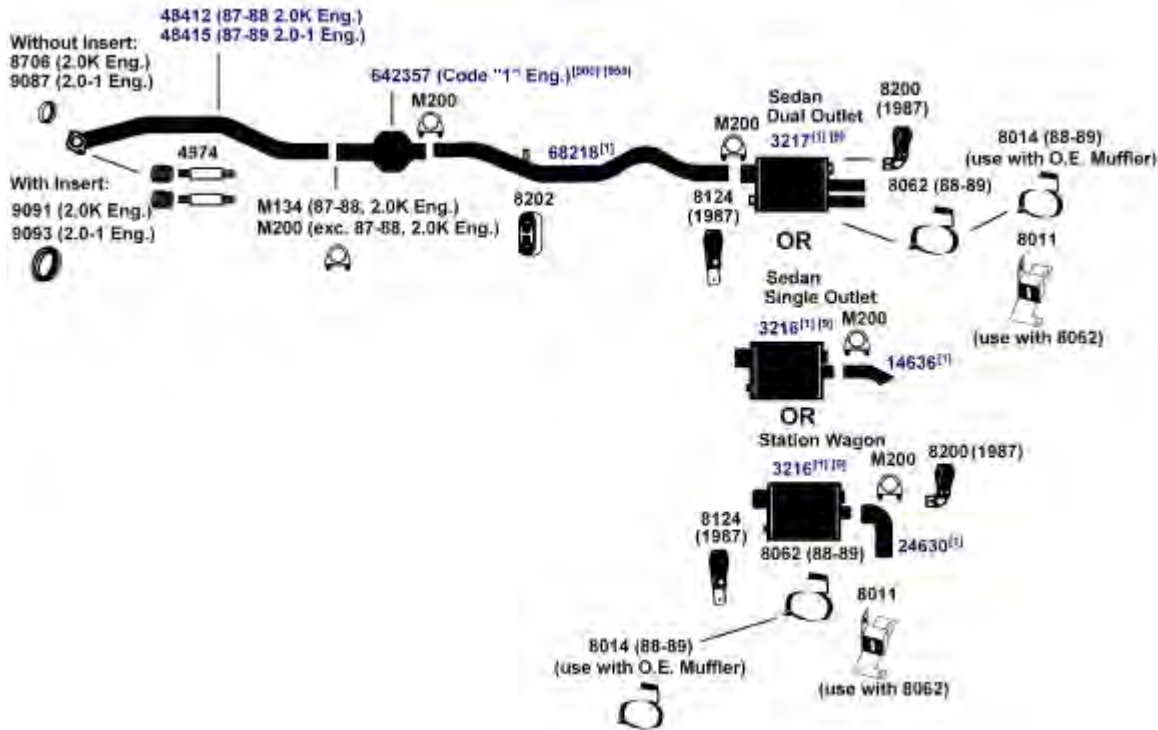 48412 (87-88 2.0K Eng.)
48415 (87-89 2.0-1 Eng.)
Without Insert:
8706 (2.0K Eng.)
9087 (2.0-1 Eng.)
642357 (Code "1" Eng.)
M200
4974
With Insert:
9091 (2.0K Eng.)
9093 (2.0-1 Eng.)
M134 (87-88, 2.0K Eng.)
M200 (exc. 87-88, 2.0K Eng.)
68218[1]
8202
M200
Sedan
Dual Outlet
3217[1]
8200
(1987)
8124
(1987)
8062 (88-89)
8014 (88-89)
(use with O.E. Muffler)
8011
(use with 8062)
OR
Sedan
Single Outlet
3216[1]
M200
14636[1]
OR
Station Wagon
3216
M200
8200 (1987)
8124
(1987)
8062 (88-89)
24630[1]
8014 (88-89)
(use with O.E. Muffler)
8011
(use with 8062)